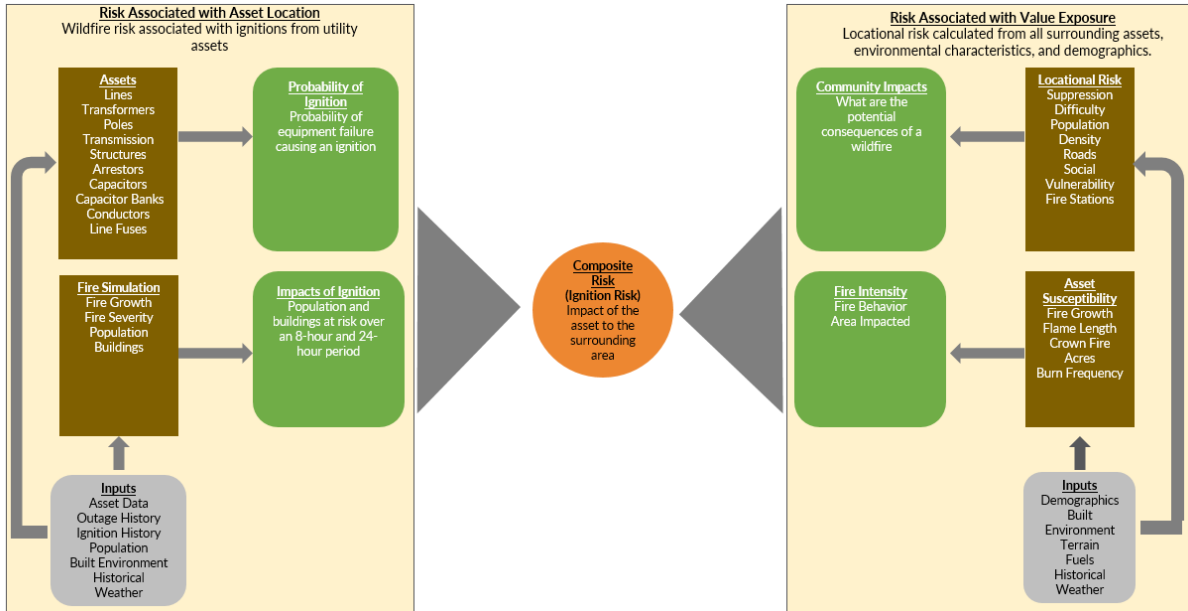 Risk Associated with Asset Location
Wildfire risk associated with ignitions from utility
assets
Assets
Lines
Transformers
Poles
Transmission
Structures
Arrestors
Capacitors
Capacitor Banks
Conductors
Line Fuses
Probability of
Ignition
Probability of
equipment failure
causing an ignition
Fire Simulation
Fire Growth
Fire Severity
Population
Buildings
Impacts of Ignition
Population and
buildings at risk over
an 8-hour and 24-
hour period
Inputs
Asset Data
Outage History
Ignition History
Population
Built Environment
Historical
Weather
Composite
Risk
(Ignition Risk)
Impact of the
asset to the
surrounding
area
Risk Associated with Value Exposure
Locational risk calculated from all surrounding assets,
environmental characteristics, and demographics.
Community Impacts
What are the
potential
consequences of a
wildfire
Locational Risk
Suppression
Difficulty
Population
Density
Roads
Social
Vulnerability
Fire Stations
Fire Intensity
Fire Behavior
Area Impacted
Asset
Susceptibility
Fire Growth
Flame Length
Crown Fire
Acres
Burn Frequency
Inputs
Demographics
Built
Environment
Terrain
Fuels
Historical
Weather